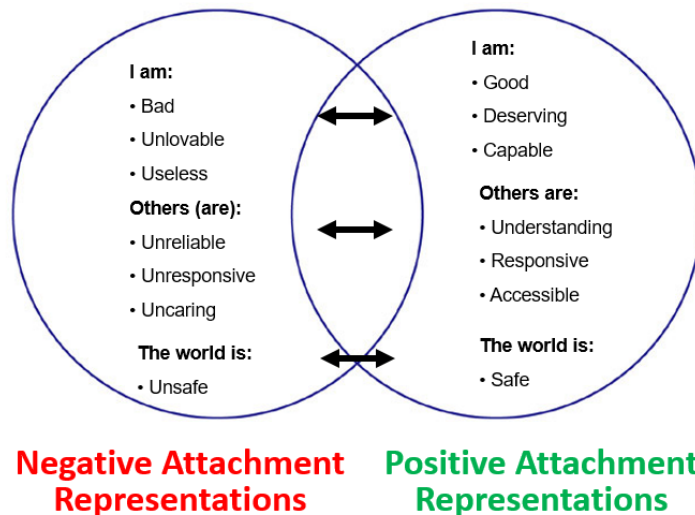 I am:
• Bad
• Unlovable
• Useless
Others (are):
• Unreliable
• Unresponsive
• Uncaring
The world is:
• Unsafe
I am:
• Good
• Deserving
• Capable
Others are:
• Understanding
• Responsive
• Accessible
The world is:
• Safe
Negative Attachment
Representations
Positive Attachment
Representations